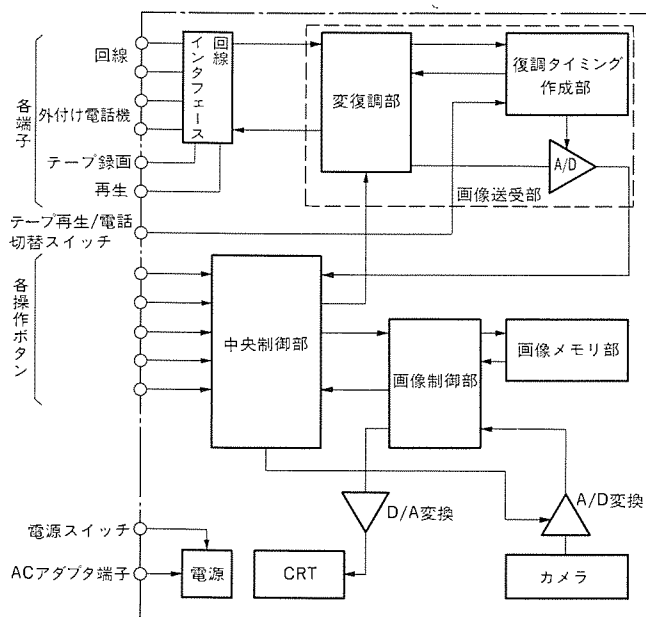 各端子
回線
外付け電話機
テープ録画
再生
テープ再生/電話
切替スイッチ
各操作ボタン
電源スイッチ
ACアダプタ端子
回線
インタフェース
変復調部
復調タイミング
作成部
A/D
画像送受部
中央制御部
画像制御部
画像メモリ部
D/A変換
A/D変換
電源
CRT
カメラ